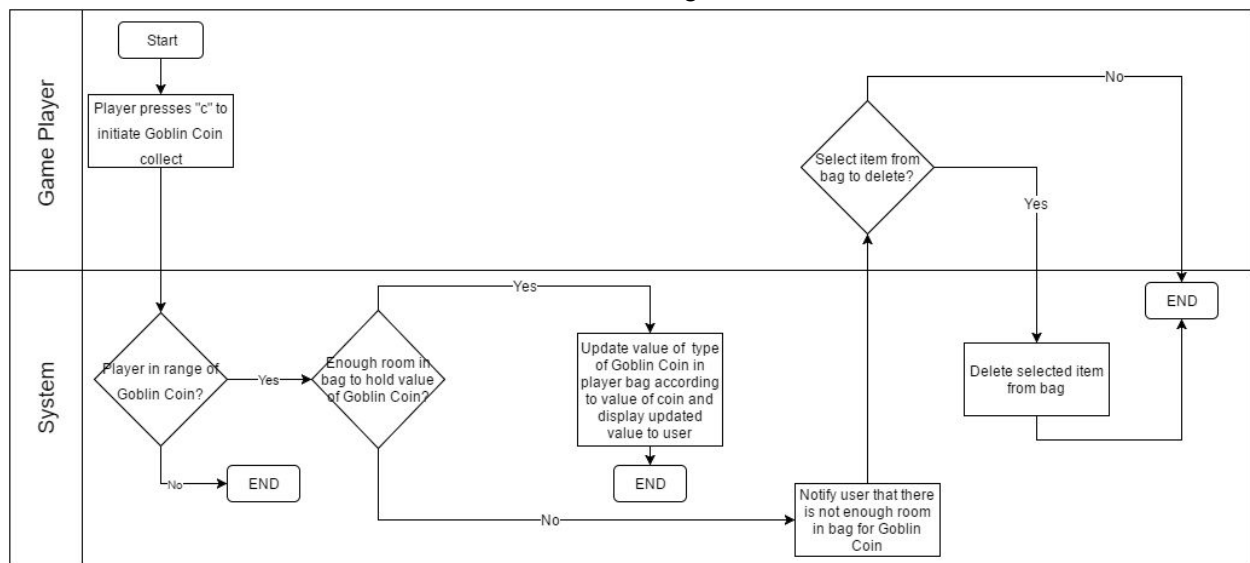 Start
Game Player
Player presses "c" to
initiate Goblin Coin
collect
Select item from
bag to delete?
No
Yes
System
Player in range of
Goblin Coin?
Yes
No
END
Enough room in
bag to hold value
of Goblin Coin?
Yes
No
Update value of type
of Goblin Coin in
player bag according
to value of coin and
display updated
value to user
END
Notify user that there
is not enough room
in bag for Goblin
Coin
Delete selected item
from bag
END